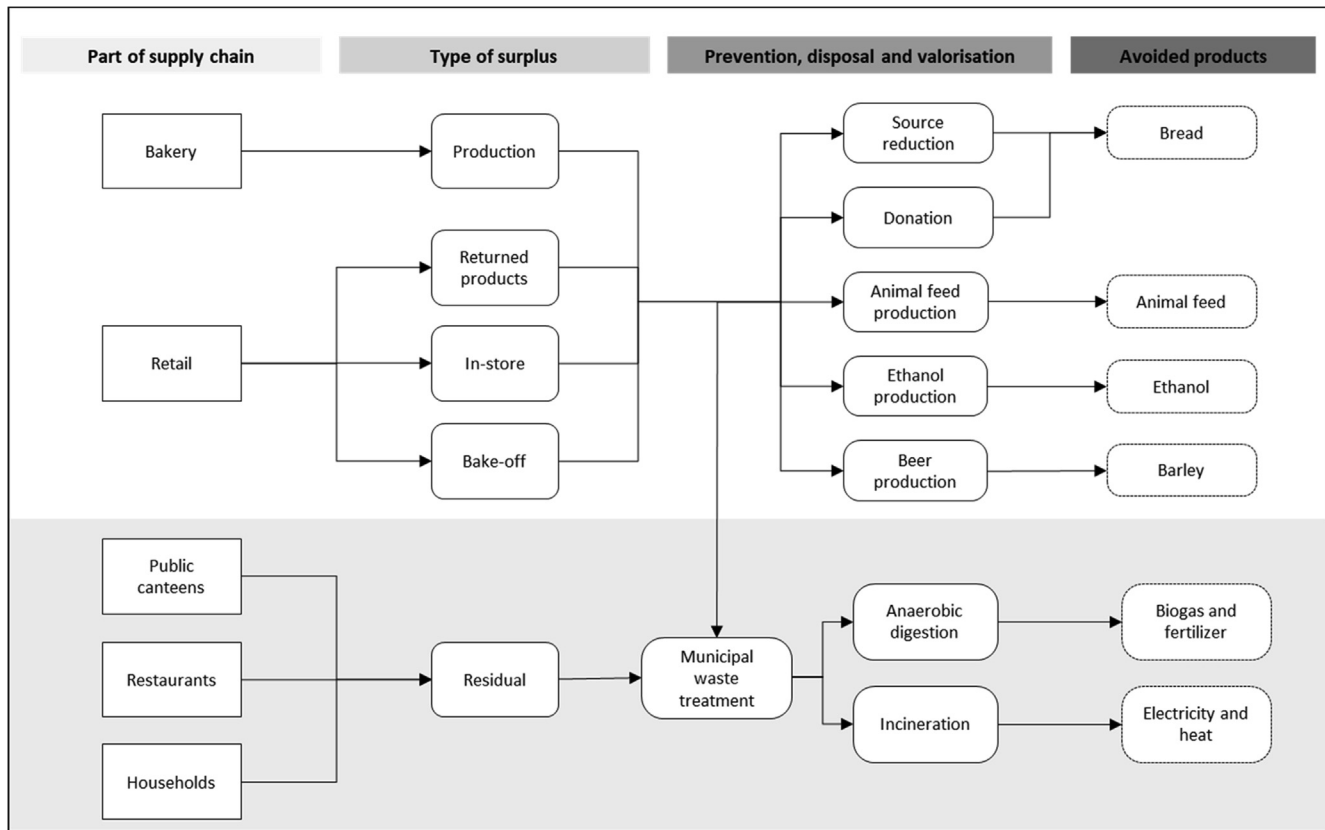 Part of supply chain
Type of surplus
Prevention, disposal and valorisation
Avoided products
Bakery
Production
Source
reduction
Bread
Donation
Returned
products
Animal feed
production
Animal feed
Retail
In-store
Ethanol
production
Ethanol
Bake-off
Beer
production
Barley
Public
canteens
Anaerobic
digestion
Biogas and
fertilizer
Restaurants
Residual
Municipal
waste
treatment
Incineration
Electricity and
heat
Households